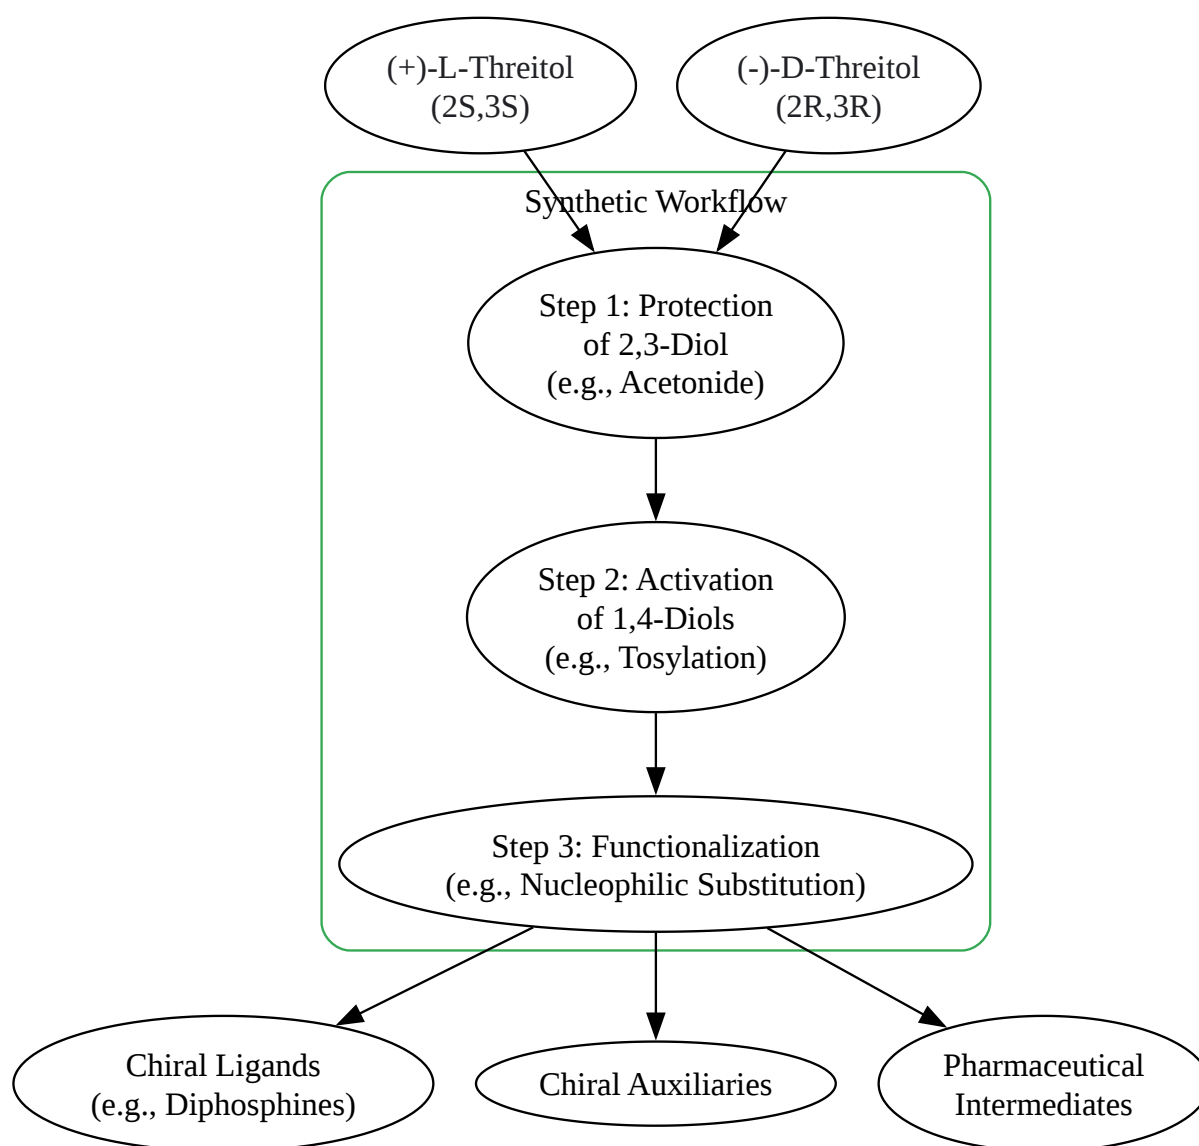 (+)-L-Threitol
(2S,3S)
(-)-D-Threitol
(2R,3R)
Synthetic Workflow
Step 1: Protection
of 2,3-Diol
(e.g., Acetonide)
Step 2: Activation
of 1,4-Diols
(e.g., Tosylation)
Step 3: Functionalization
(e.g., Nucleophilic Substitution)
Chiral Ligands
(e.g., Diphosphines)
Chiral Auxiliaries
Pharmaceutical
Intermediates